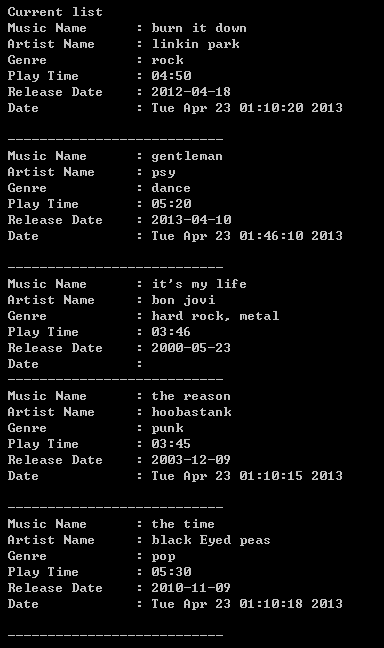 Current list
Music Name      : burn it down
Artist Name     : linkin park
Genre           : rock
Play Time       : 04:50
Release Date    : 2012-04-18
Date            : Tue Apr 23 01:10:20 2013

---------------------------
Music Name      : gentleman
Artist Name     : psy
Genre           : dance
Play Time       : 05:20
Release Date    : 2013-04-10
Date            : Tue Apr 23 01:46:10 2013

---------------------------
Music Name      : it's my life
Artist Name     : bon jovi
Genre           : hard rock, metal
Play Time       : 03:46
Release Date    : 2000-05-23
Date            :
---------------------------
Music Name      : the reason
Artist Name     : hoobastank
Genre           : punk
Play Time       : 03:45
Release Date    : 2003-12-09
Date            : Tue Apr 23 01:10:15 2013

---------------------------
Music Name      : the time
Artist Name     : black Eyed peas
Genre           : pop
Play Time       : 05:30
Release Date    : 2010-11-09
Date            : Tue Apr 23 01:10:18 2013

---------------------------